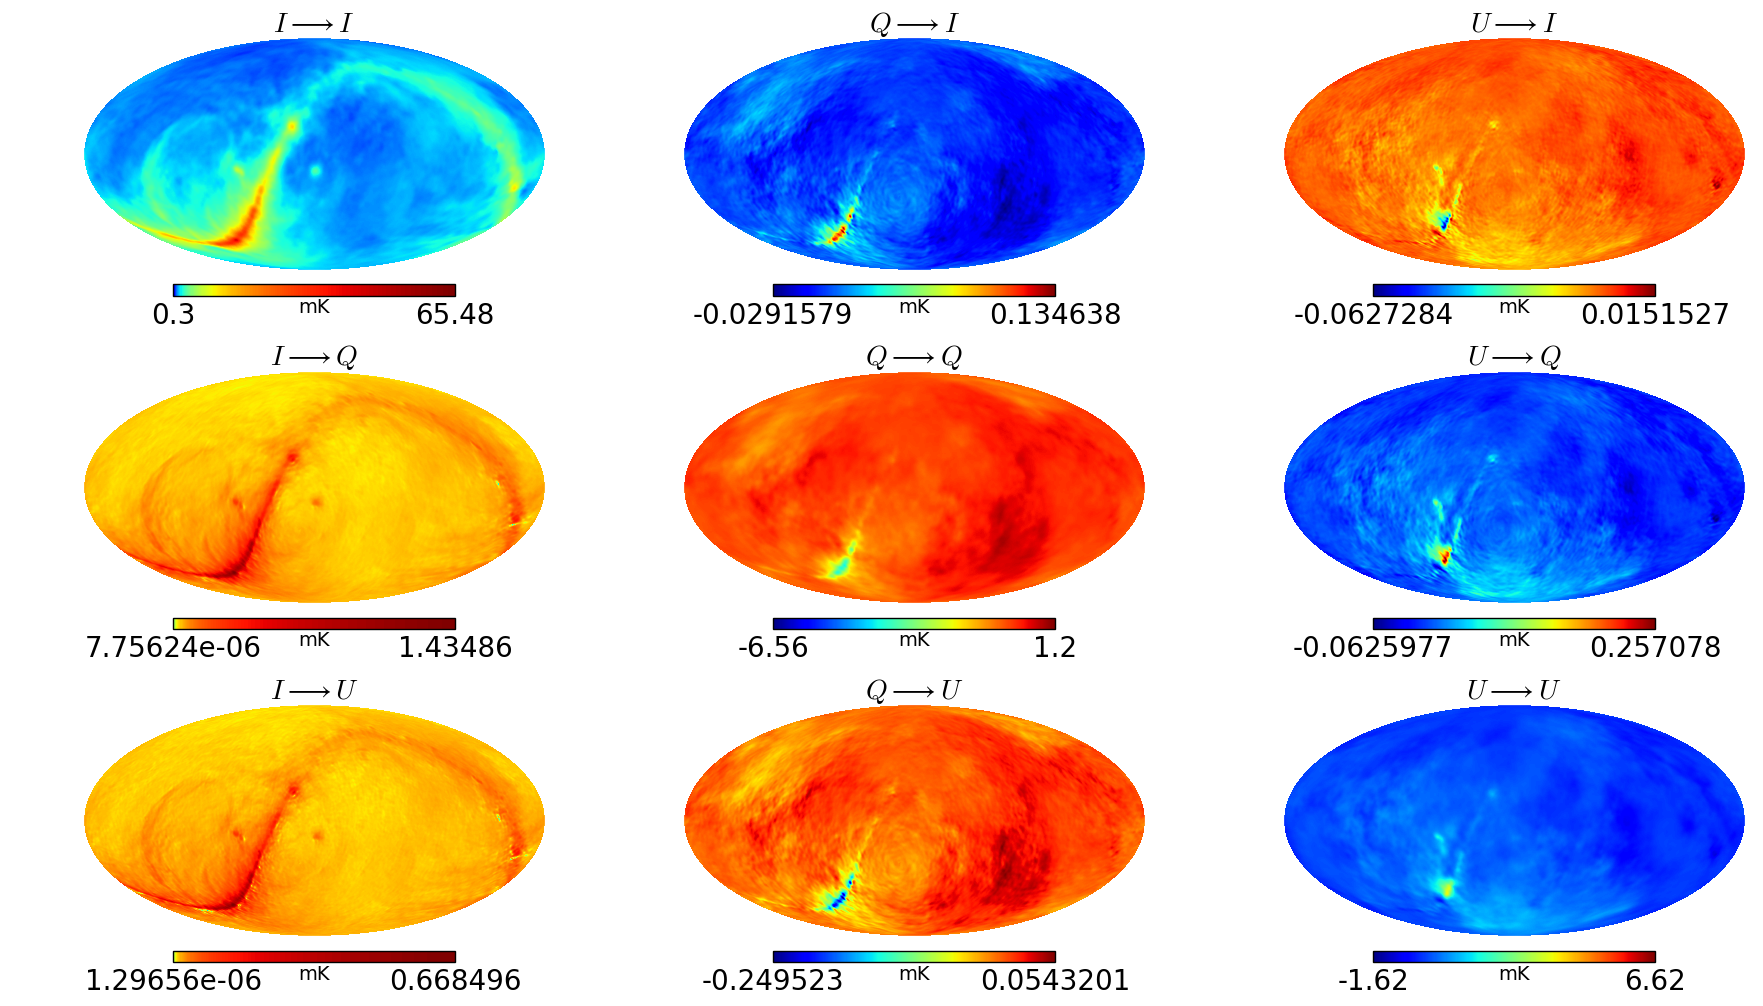 I ⟶ I
Q ⟶ I
U ⟶ I
mK
0.3 65.48
mK
-0.0291579 0.134638
mK
-0.0627284 0.0151527
I ⟶ Q
Q ⟶ Q
U ⟶ Q
mK
7.75624e-06 1.43486
mK
-6.56 1.2
mK
-0.0625977 0.257078
I ⟶ U
Q ⟶ U
U ⟶ U
mK
1.29656e-06 0.668496
mK
-0.249523 0.0543201
mK
-1.62 6.62